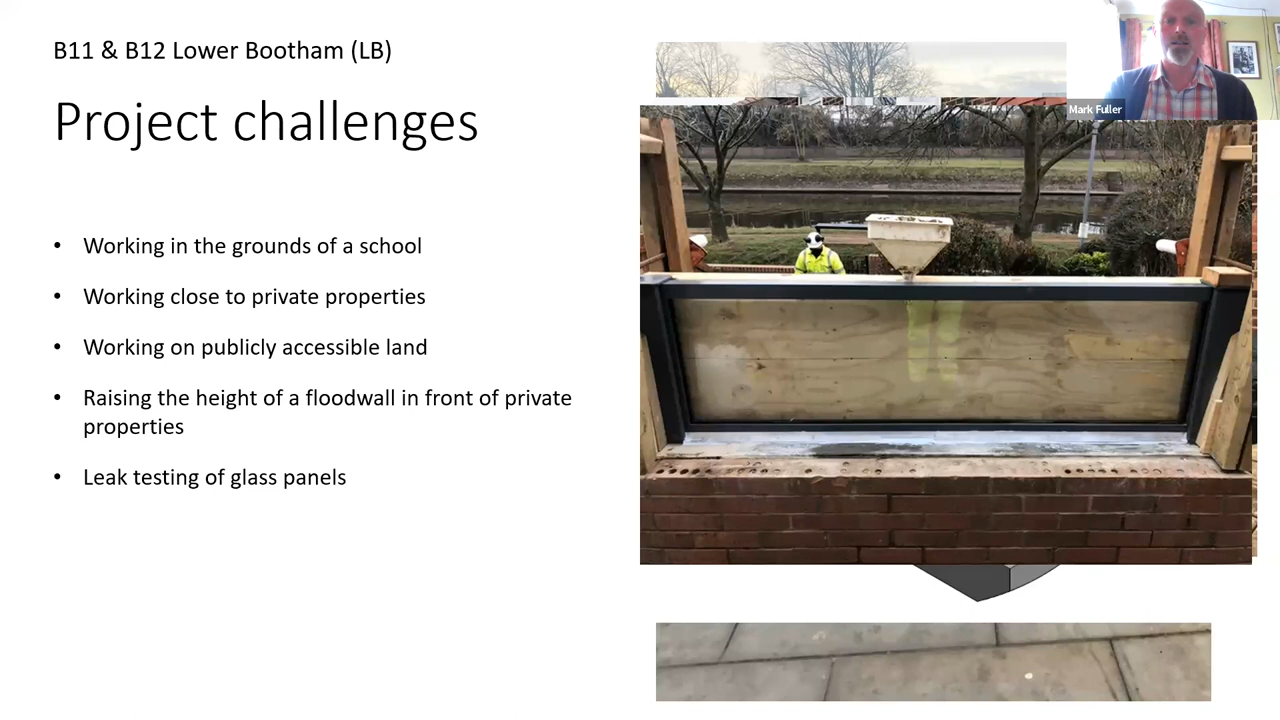 B11 & B12 Lower Bootham (LB)
Project challenges
• Working in the grounds of a school
• Working close to private properties
• Working on publicly accessible land
• Raising the height of a floodwall in front of private
properties
• Leak testing of glass panels
Mark Fuller